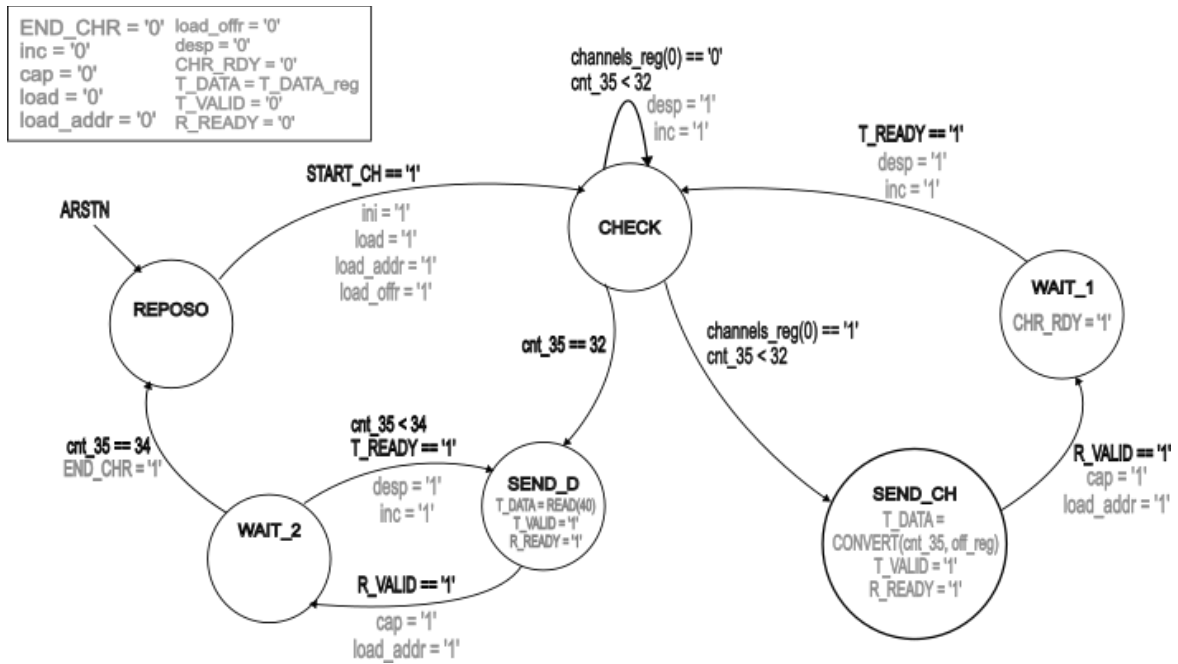 END_CHR = '0'
inc = '0'
cap = '0'
load = '0'
load_addr = '0'
load_offr = '0'
desp = '0'
CHR_RDY = '0'
T_DATA = T_DATA_reg
T_VALID = '0'
R_READY = '0'
channels_reg(0) == '0'
cnt_35 < 32
desp = '1'
inc = '1'
T_READY == '1'
desp = '1'
inc = '1'
START_CH == '1'
ini = '1'
load = '1'
load_addr = '1'
load_offr = '1'
ARSTN
CHECK
REPOSO
WAIT_1
CHR_RDY = '1'
cnt_35 == 32
channels_reg(0) == '1'
cnt_35 < 32
cnt_35 == 34
END_CHR = '1'
cnt_35 < 34
T_READY == '1'
desp = '1'
inc = '1'
SEND_D
T_DATA = READ(40)
T_VALID = '1'
R_READY = '1'
R_VALID == '1'
cap = '1'
load_addr = '1'
SEND_CH
T_DATA =
CONVERT(cnt_35, off_reg)
T_VALID = '1'
R_READY = '1'
WAIT_2
R_VALID == '1'
cap = '1'
load_addr = '1'